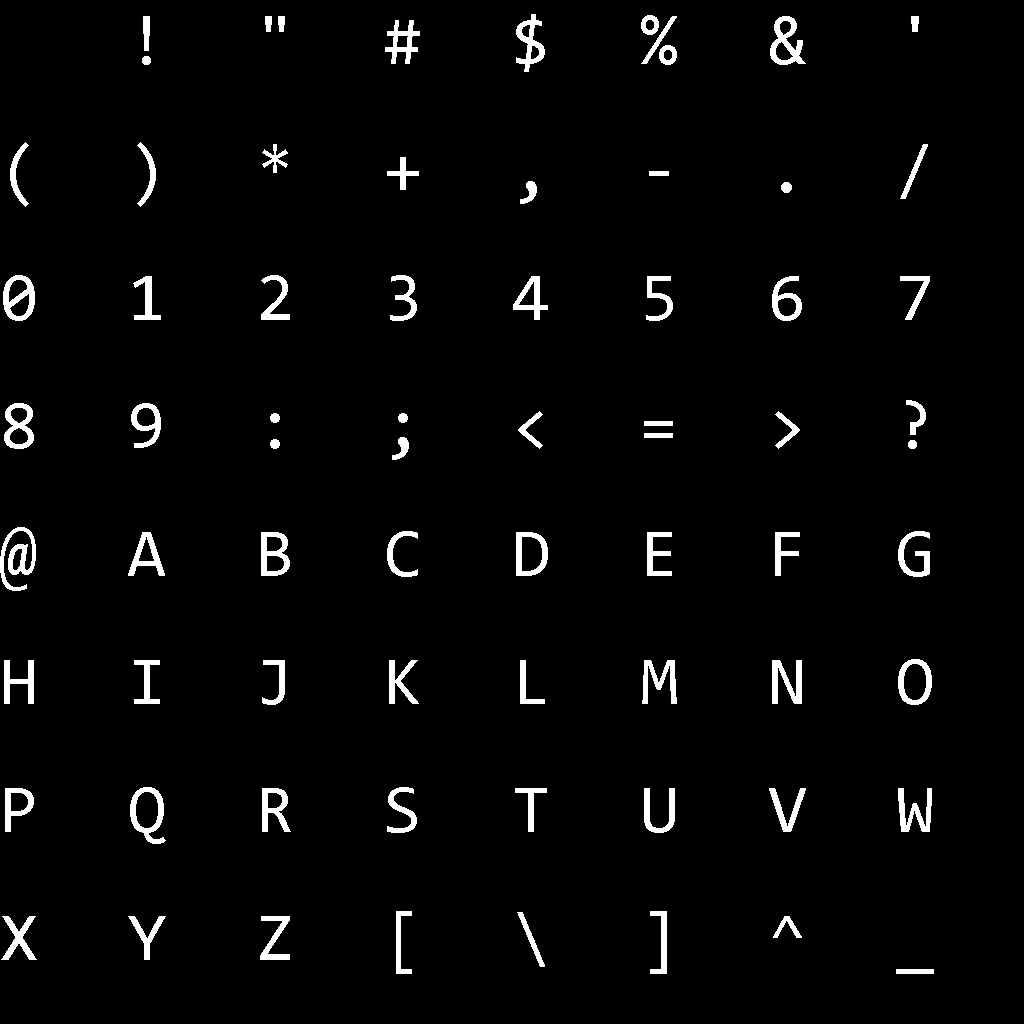 ! " # $ % & '
( ) * + , - . /
0 1 2 3 4 5 6 7
8 9 : ; < = > ?
@ A B C D E F G
H I J K L M N O
P Q R S T U V W
X Y Z [ \ ] ^ _